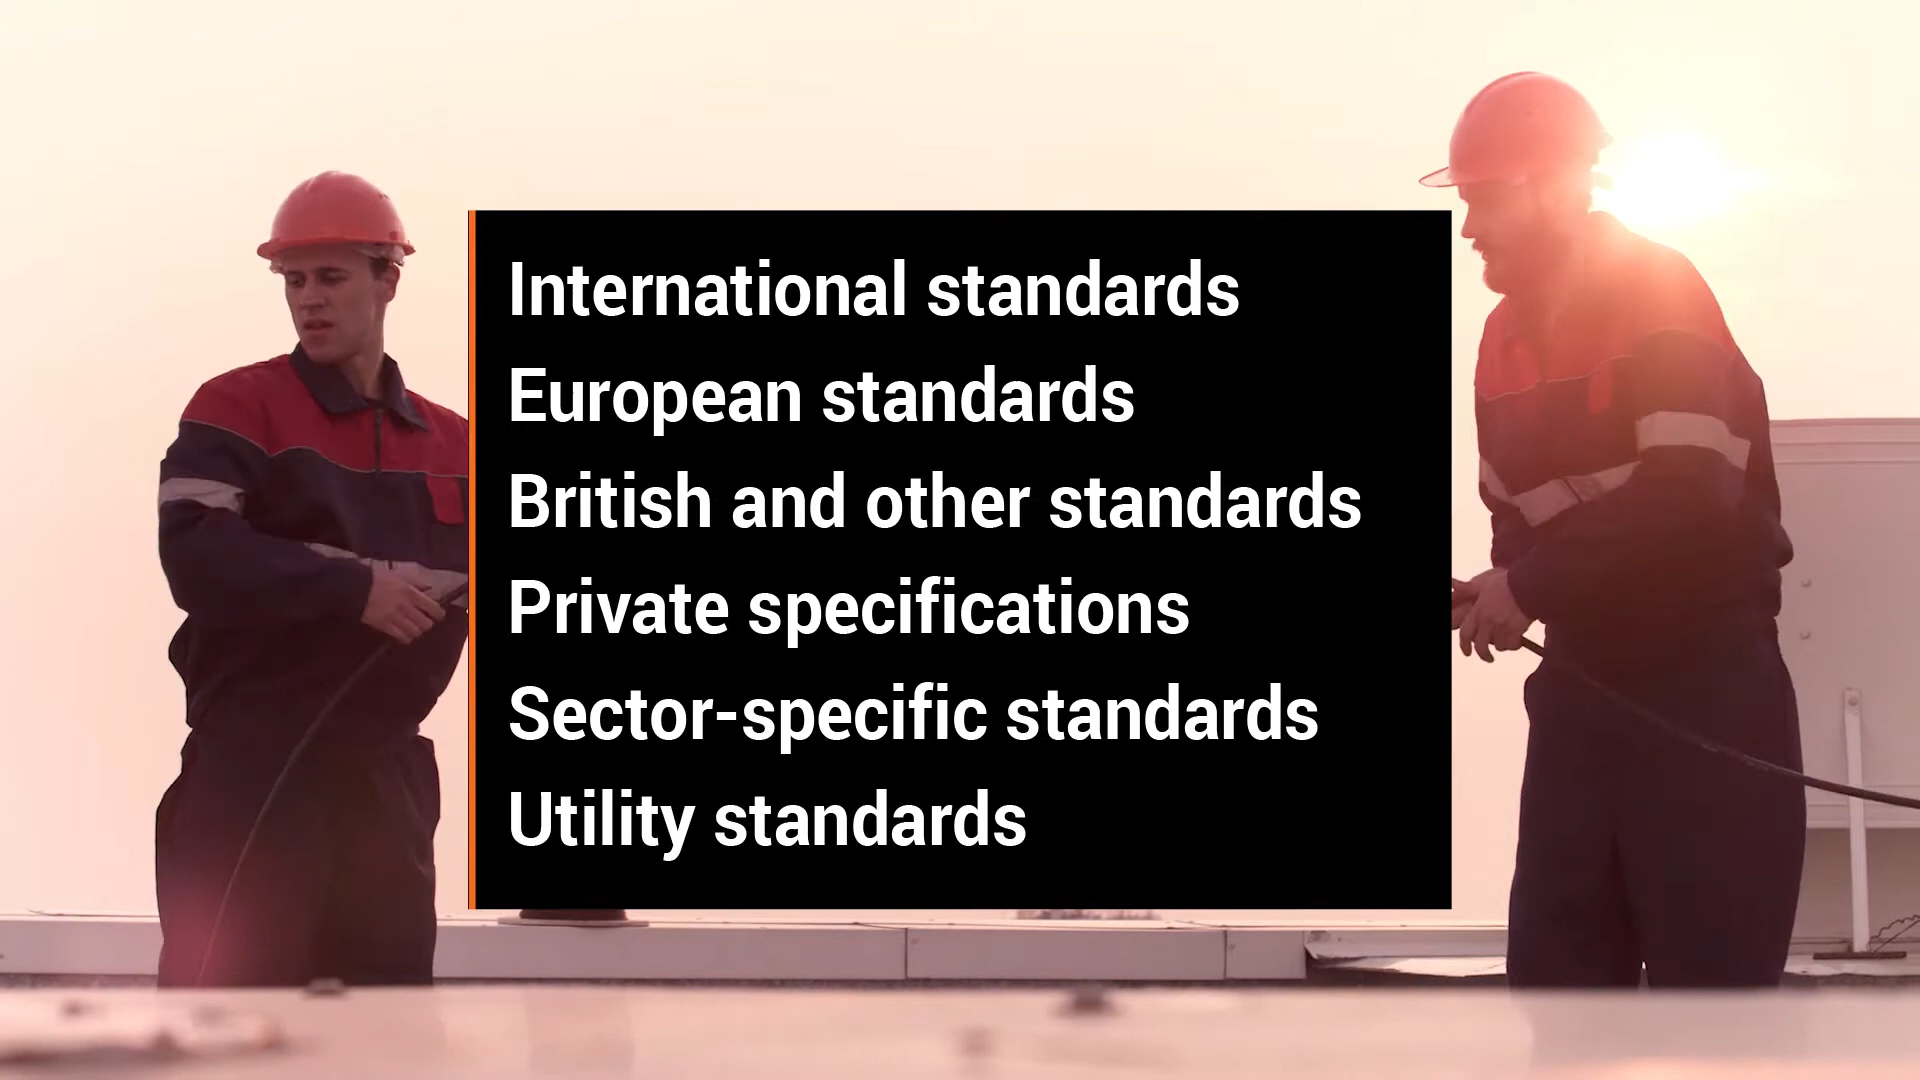 International standards
European standards
British and other standards
Private specifications
Sector-specific standards
Utility standards